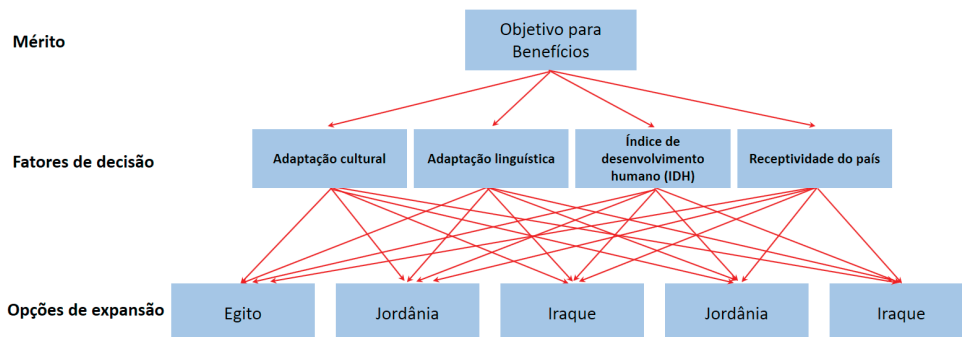 Mérito
Objetivo para
Benefícios
Fatores de decisão
Adaptação cultural
Adaptação linguística
Índice de
desenvolvimento
humano (IDH)
Receptividade do país
Opções de expansão
Egito
Jordânia
Iraque
Jordânia
Iraque